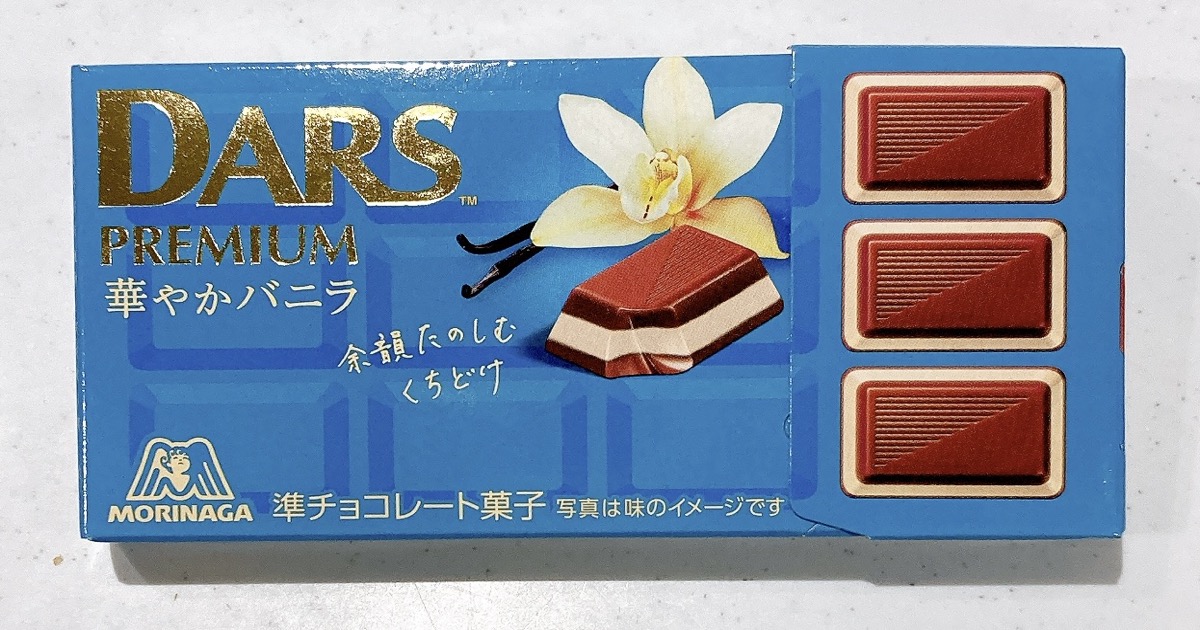 DARS™
PREMIUM
華やかバニラ
余韻たのしむ
くちどけ
MORINAGA
準チョコレート菓子 写真は味のイメージです